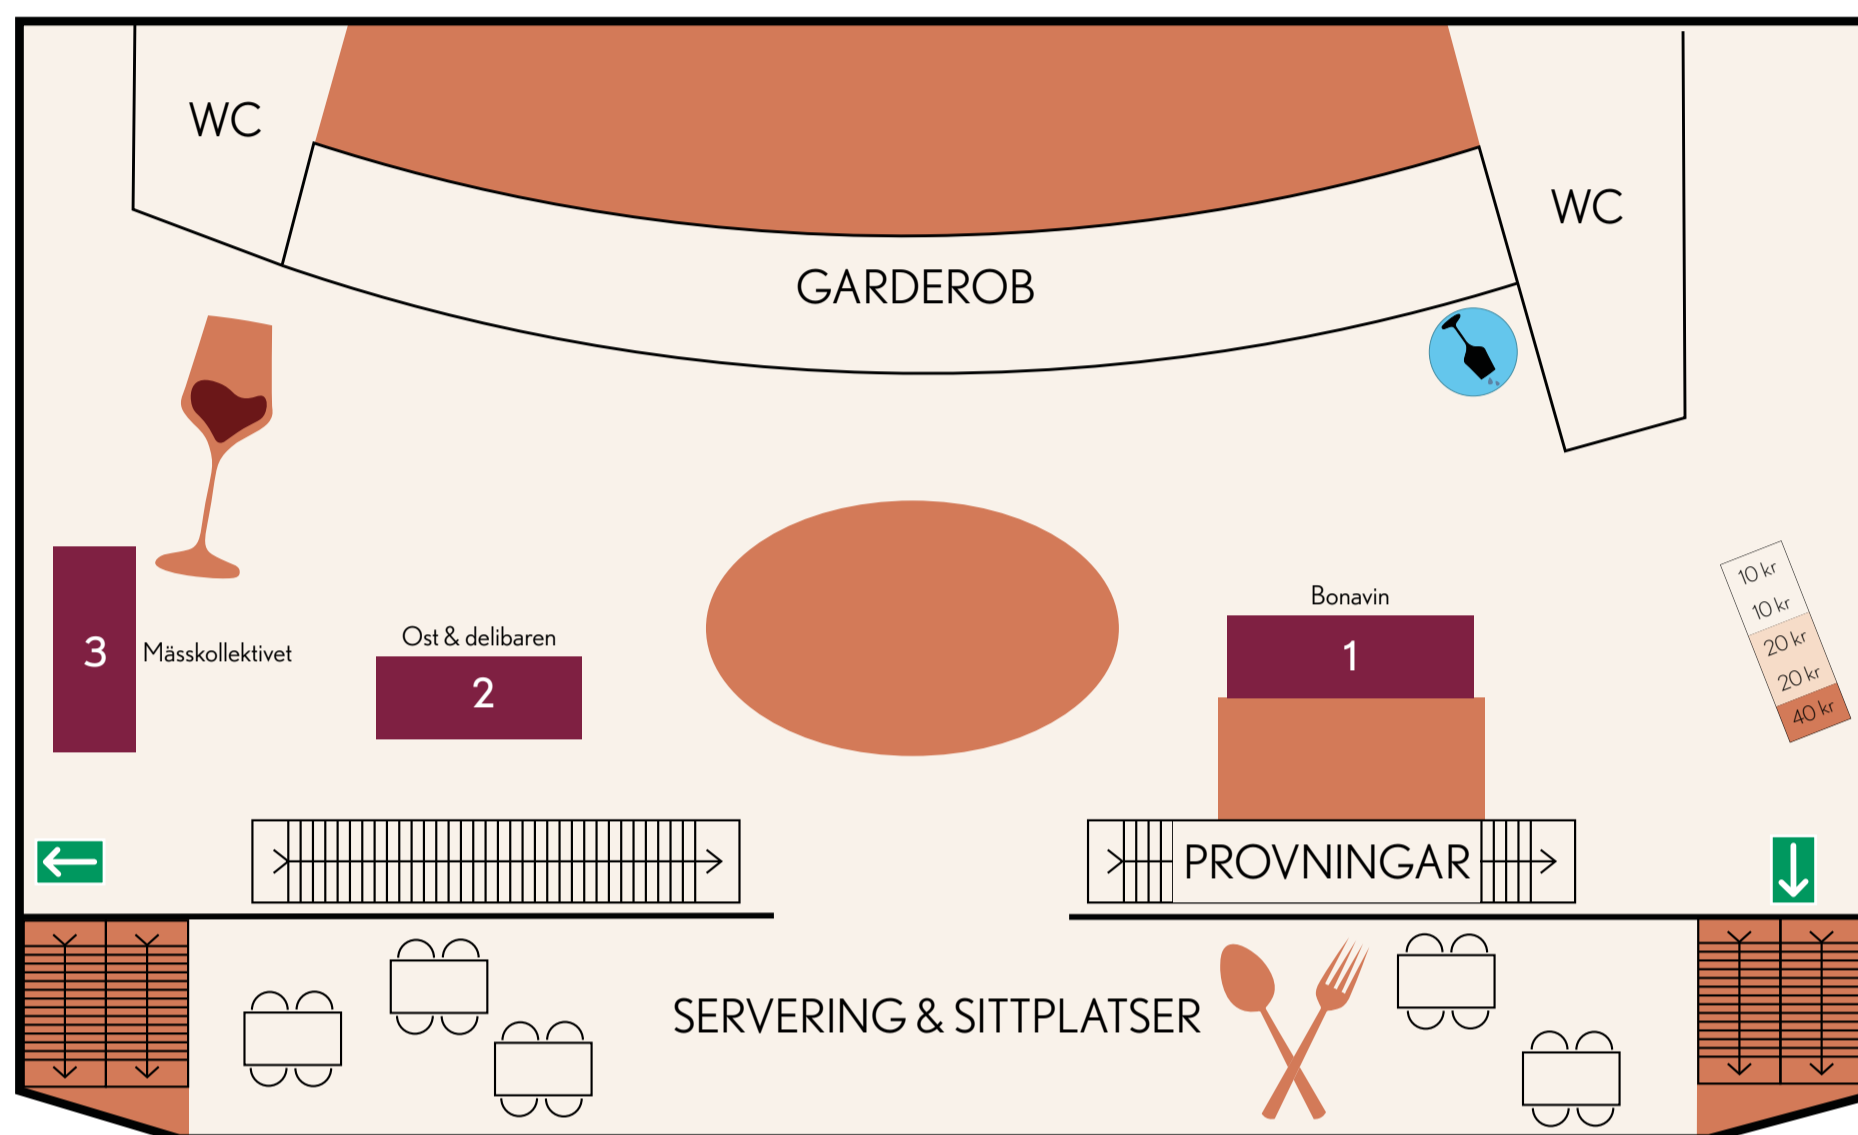 WC
WC
GARDEROB
10 kr
10 kr
20 kr
20 kr
40 kr
Bonavin
1
Ost & delibaren
2
3
Mässkollektivet
PROVNINGAR
SERVERING & SITTPLATSER